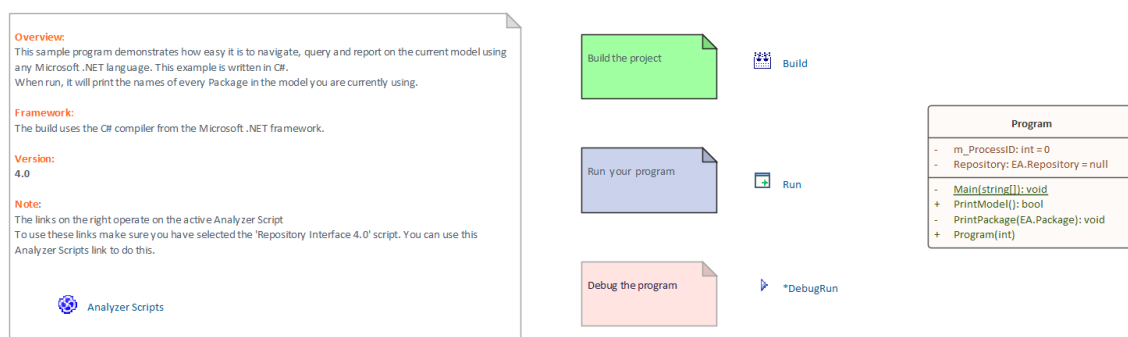 Overview:
This sample program demonstrates how easy it is to navigate, query and report on the current model using
any Microsoft .NET language. This example is written in C#.
When run, it will print the names of every Package in the model you are currently using.
Framework:
The build uses the C# compiler from the Microsoft .NET framework.
Version:
4.0
Note:
The links on the right operate on the active Analyzer Script
To use these links make sure you have selected the 'Repository Interface 4.0' script. You can use this
Analyzer Scripts link to do this.
Analyzer Scripts
Build the project
Build
Run your program
Run
Debug the program
*DebugRun
Program
- m_ProcessID: int = 0
- Repository: EA.Repository = null
- Main(string[]): void
+ PrintModel(): bool
- PrintPackage(EA.Package): void
+ Program(int)